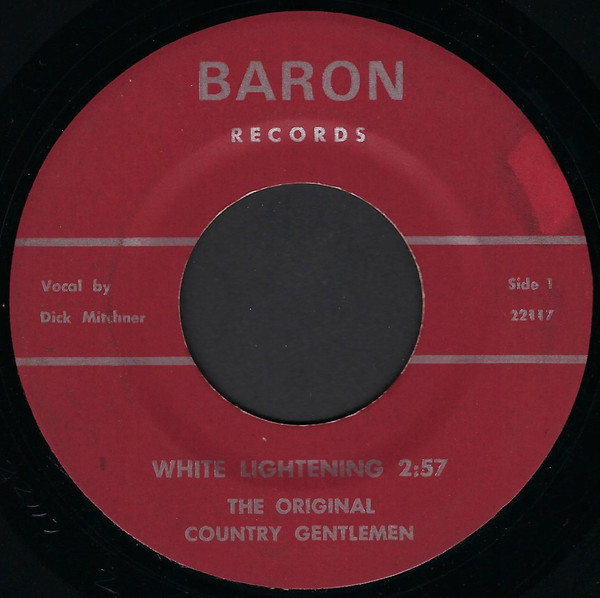 BARON
RECORDS
Vocal by
Dick Mitchner
Side 1
22117
WHITE LIGHTENING 2:57
THE ORIGINAL
COUNTRY GENTLEMEN